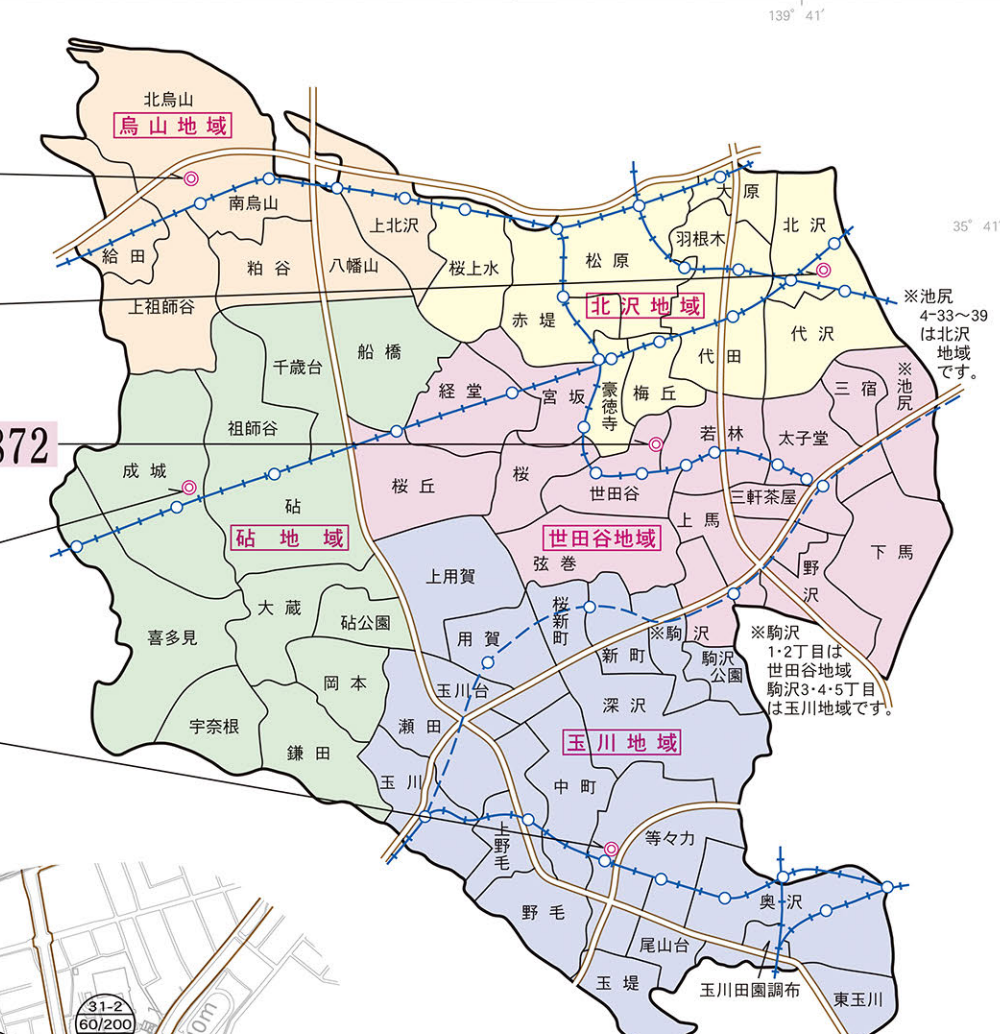 139° 41′
北烏山
烏山地域
南烏山
給田
粕谷
上北沢
八幡山
上祖師谷
大原
北沢
羽根木
松原
桜上水
35° 41′
北沢地域
赤堤
代沢
代田
※池尻
4-33～39
は北沢
地域
です。
船橋
千歳台
経堂
宮坂
豪徳寺
梅丘
三宿
※池尻
祖師谷
若林
太子堂
872
成城
桜丘
桜
世田谷
三軒茶屋
砧
砧地域
世田谷地域
上馬
下馬
弦巻
野沢
上用賀
大蔵
砧公園
桜新町
用賀
喜多見
※駒沢
新町
駒沢公園
※駒沢
1・2丁目は
世田谷地域
駒沢3・4・5丁目
は玉川地域です。
岡本
玉川台
深沢
宇奈根
瀬田
玉川地域
鎌田
玉川
中町
上野毛
等々力
野毛
奥沢
尾山台
玉堤
玉川田園調布
東玉川
31-2
60/200